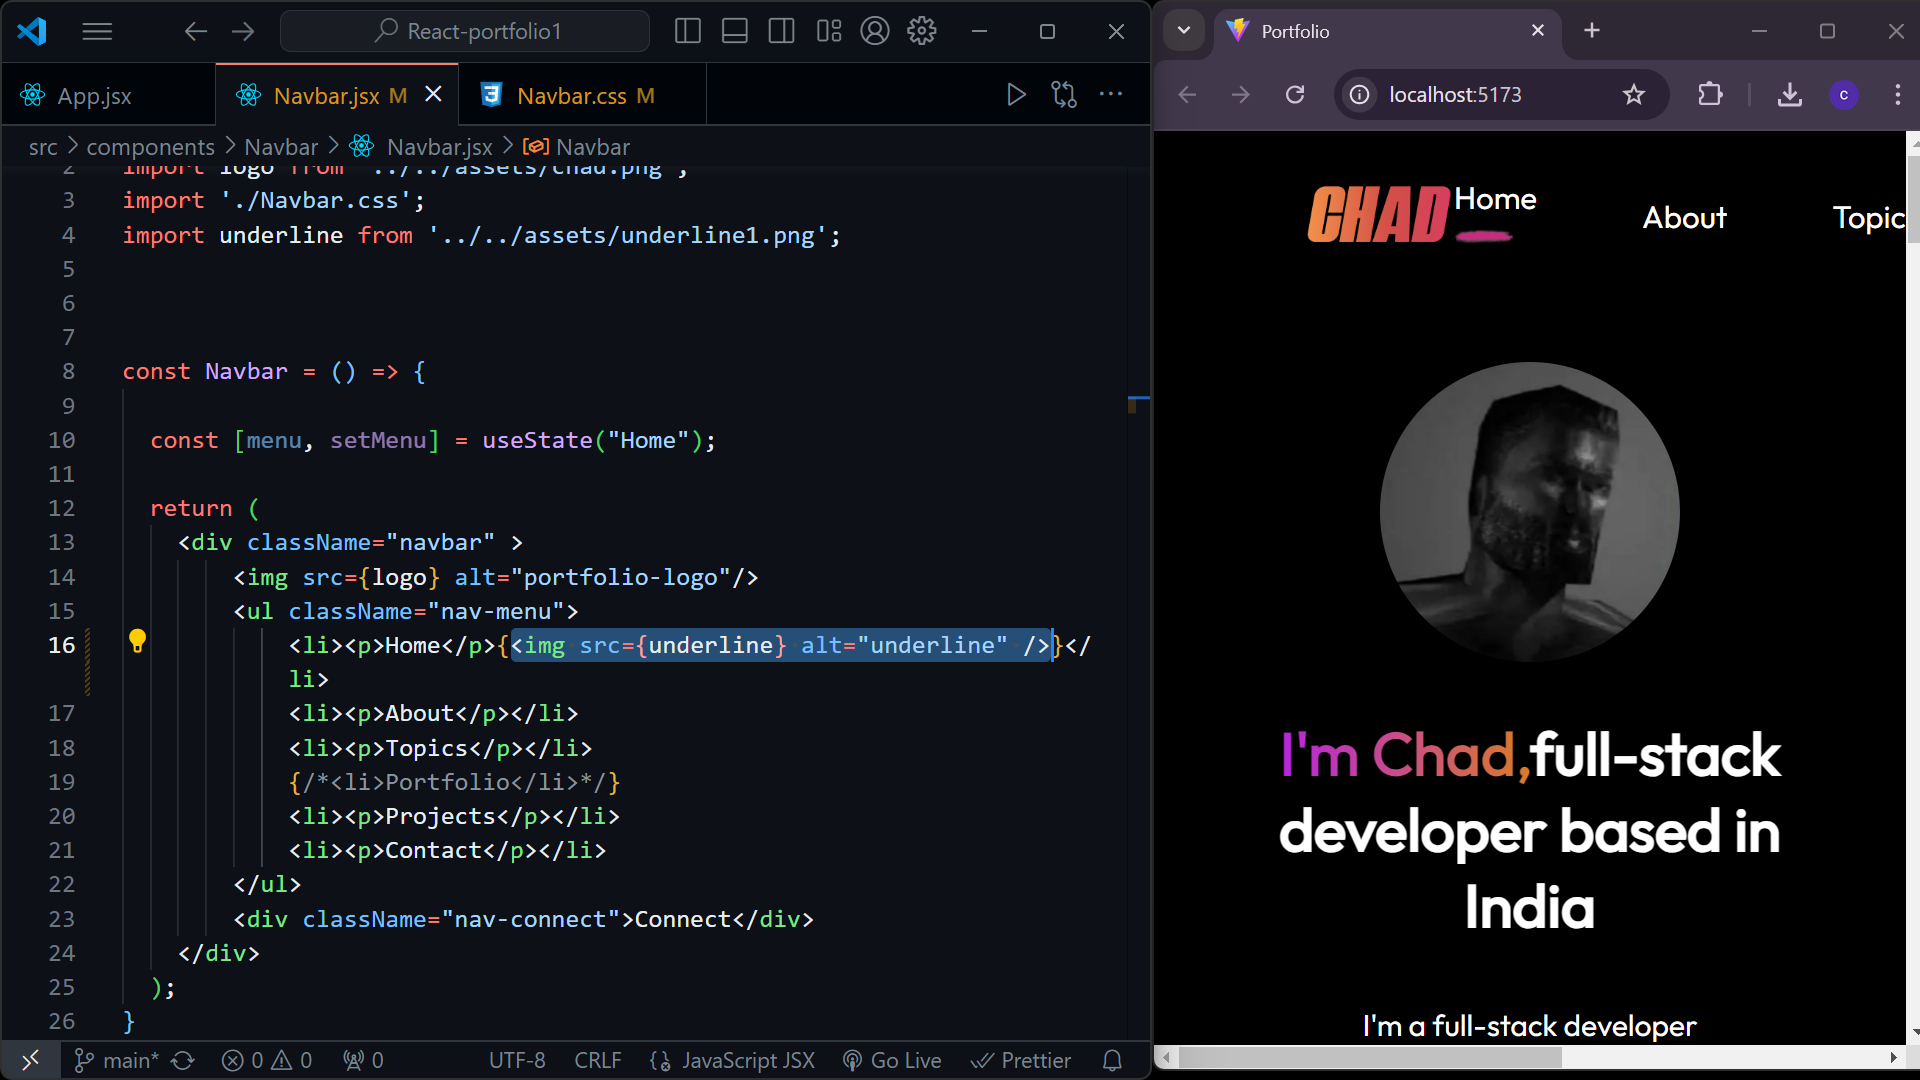 React-portfolio1
App.jsx
Navbar.jsx M
Navbar.css M
src > components > Navbar > Navbar.jsx > Navbar
2 import logo from '../../assets/chad.png';
3 import './Navbar.css';
4 import underline from '../../assets/underline1.png';
5
6
7
8 const Navbar = () => {
9
10 const [menu, setMenu] = useState("Home");
11
12 return (
13 <div className="navbar" >
14 <img src={logo} alt="portfolio-logo"/>
15 <ul className="nav-menu">
16 <li><p>Home</p>{<img src={underline} alt="underline" />}</
li>
17 <li><p>About</p></li>
18 <li><p>Topics</p></li>
19 {/*<li>Portfolio</li>*/}
20 <li><p>Projects</p></li>
21 <li><p>Contact</p></li>
22 </ul>
23 <div className="nav-connect">Connect</div>
24 </div>
25 );
26 }
main* 0 0 0 UTF-8 CRLF JavaScript JSX Go Live Prettier
Portfolio
localhost:5173
C
CHAD Home About Topic
I'm Chad,full-stack
developer based in
India
I'm a full-stack developer